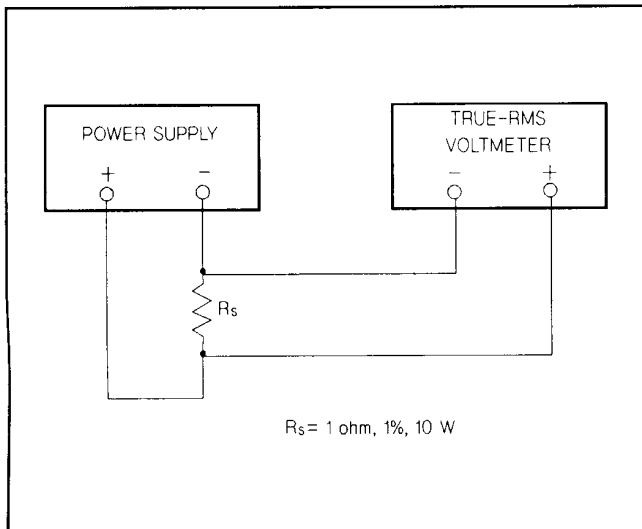 POWER SUPPLY
+ -
TRUE-RMS
VOLTMETER
- +
Rs
Rs= 1 ohm, 1%, 10 W